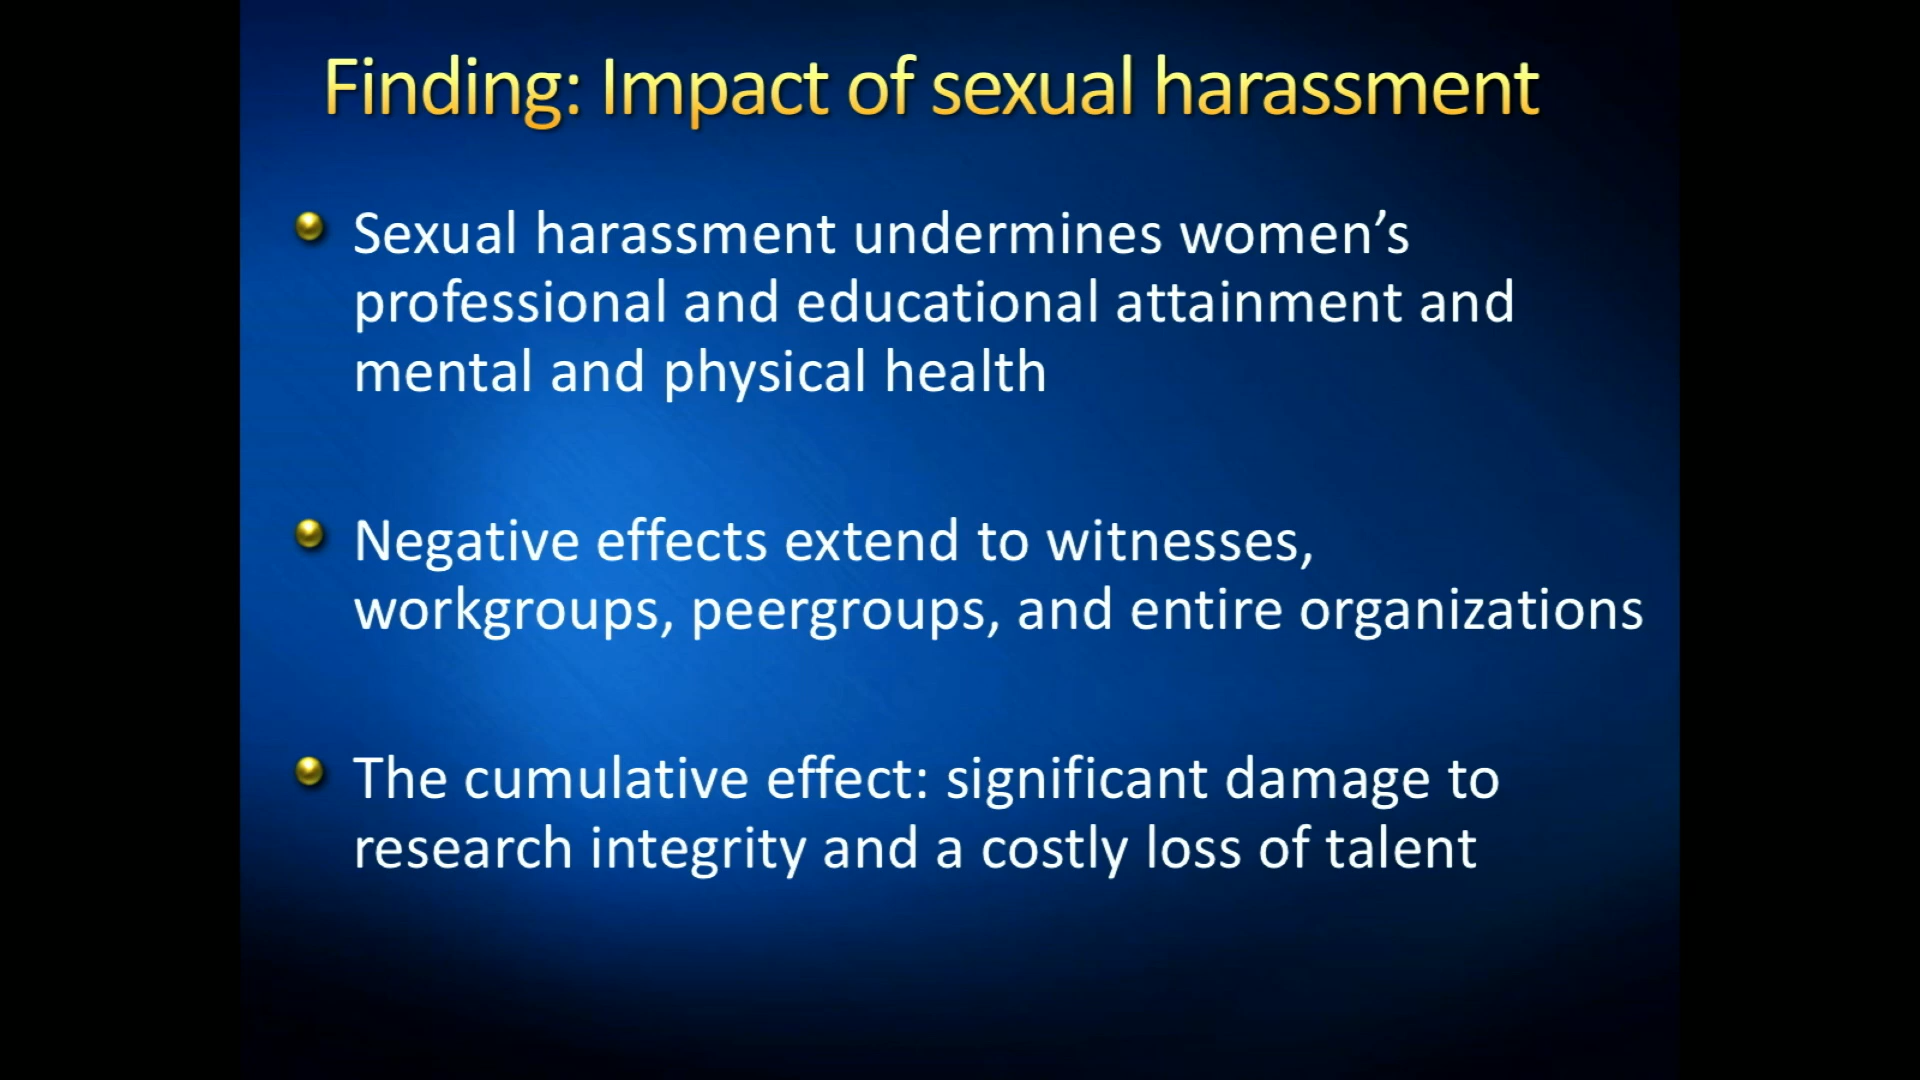 Finding: Impact of sexual harassment
Sexual harassment undermines women’s
professional and educational attainment and
mental and physical health
Negative effects extend to witnesses,
workgroups, peergroups, and entire organizations
The cumulative effect: significant damage to
research integrity and a costly loss of talent